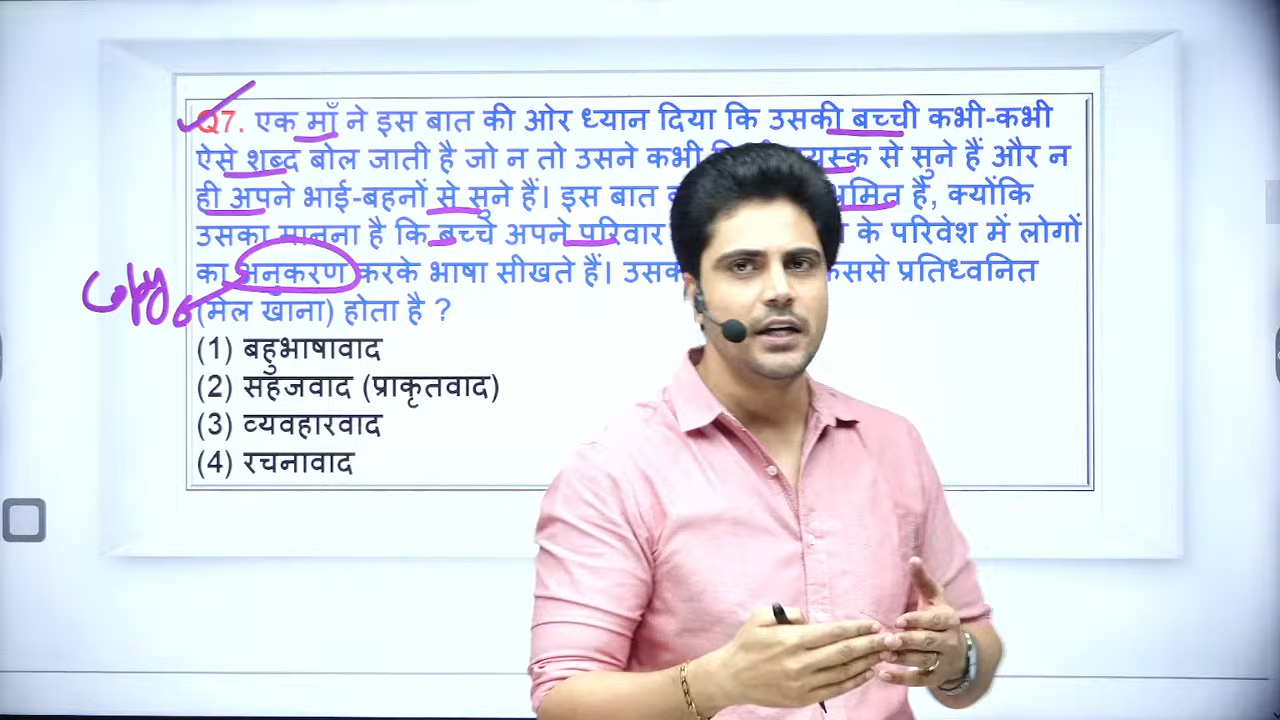 Q7. एक माँ ने इस बात की ओर ध्यान दिया कि उसकी बच्ची कभी-कभी
ऐसे शब्द बोल जाती है जो न तो उसने कभी से सुने हैं और न
ही अपने भाई-बहनों से सुने हैं। इस बात है, क्योंकि
उसका मानना है कि बच्चे अपने परिवार के परिवेश में लोगों
copy
का अनुकरण करके भाषा सीखते हैं। प्रतिध्वनित
(मेल खाना) होता है ?
(1) बहुभाषावाद
(2) सहजवाद (प्राकृतवाद)
(3) व्यवहारवाद
(4) रचनावाद